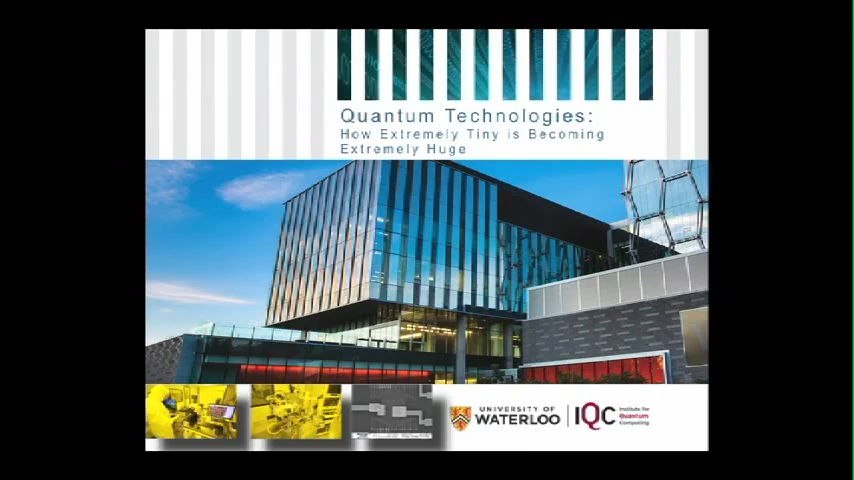 Quantum Technologies:
How Extremely Tiny is Becoming
Extremely Huge
UNIVERSITY OF
WATERLOO
IQC
Institute for
Quantum
Computing